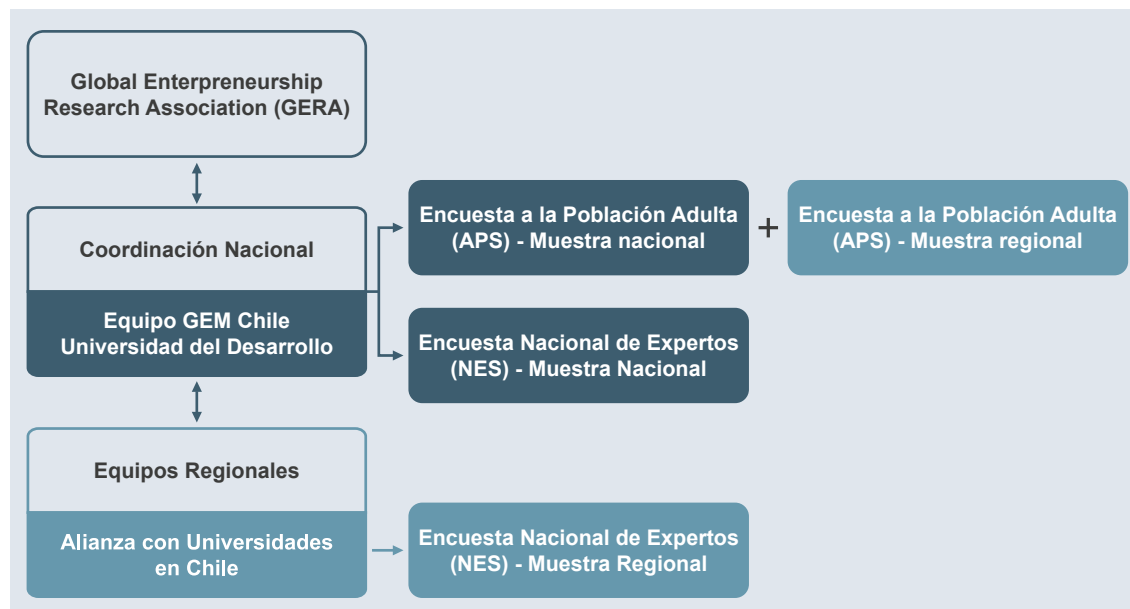 Global Enterpreneurship
Research Association (GERA)
Coordinación Nacional
Equipo GEM Chile
Universidad del Desarrollo
Encuesta a la Población Adulta
(APS) - Muestra nacional
+
Encuesta a la Población Adulta
(APS) - Muestra regional
Encuesta Nacional de Expertos
(NES) - Muestra Nacional
Equipos Regionales
Alianza con Universidades
en Chile
Encuesta Nacional de Expertos
(NES) - Muestra Regional